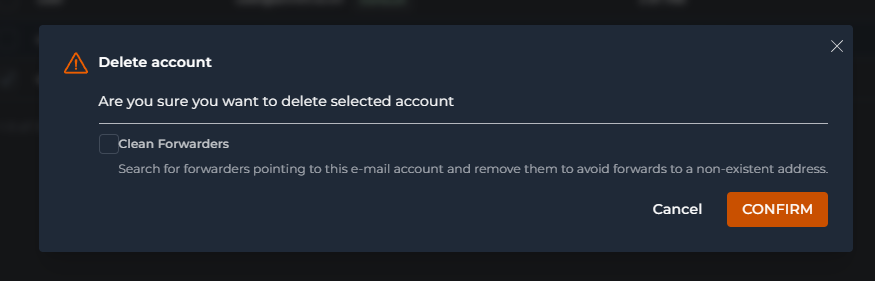 Delete account
Are you sure you want to delete selected account
Clean Forwarders
Search for forwarders pointing to this e-mail account and remove them to avoid forwards to a non-existent address.
Cancel
CONFIRM